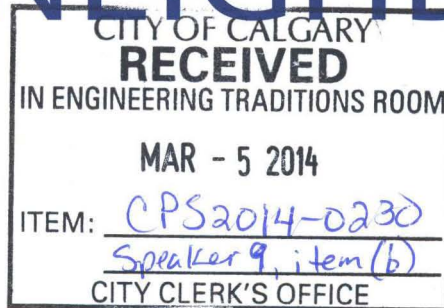 CITY OF CALGARY
RECEIVED
IN ENGINEERING TRADITIONS ROOM
MAR - 5 2014
ITEM: CPS2014-0230
Speaker 9, item (b)
CITY CLERK'S OFFICE